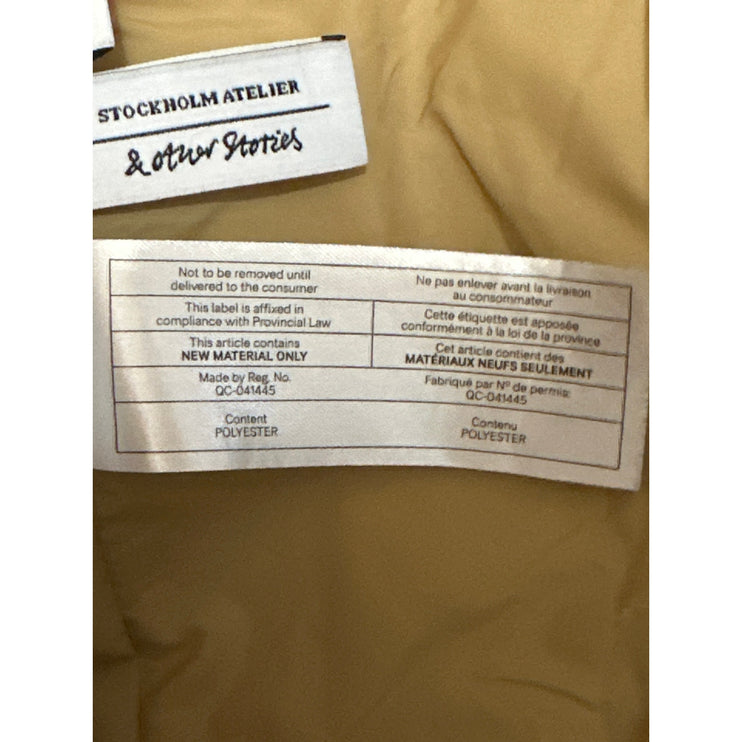 STOCKHOLM ATELIER
& other Stories
Not to be removed until
delivered to the consumer
Ne pas enlever avant la livraison
au consommateur
This label is affixed in
compliance with Provincial Law
Cette étiquette est apposée
conformément à la loi de la province
This article contains
NEW MATERIAL ONLY
Cet article contient des
MATÉRIAUX NEUFS SEULEMENT
Made by Reg. No.
QC-041445
Fabriqué par Nº de permis:
QC-041445
Content
POLYESTER
Contenu
POLYESTER